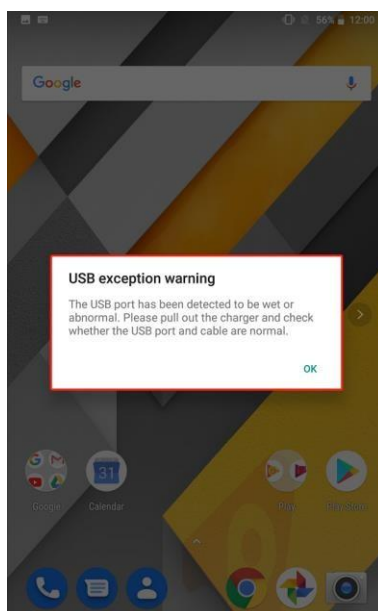 56% 12:00
Google
USB exception warning
The USB port has been detected to be wet or
abnormal. Please pull out the charger and check
whether the USB port and cable are normal.
OK
31
Google Calendar Play Play Store